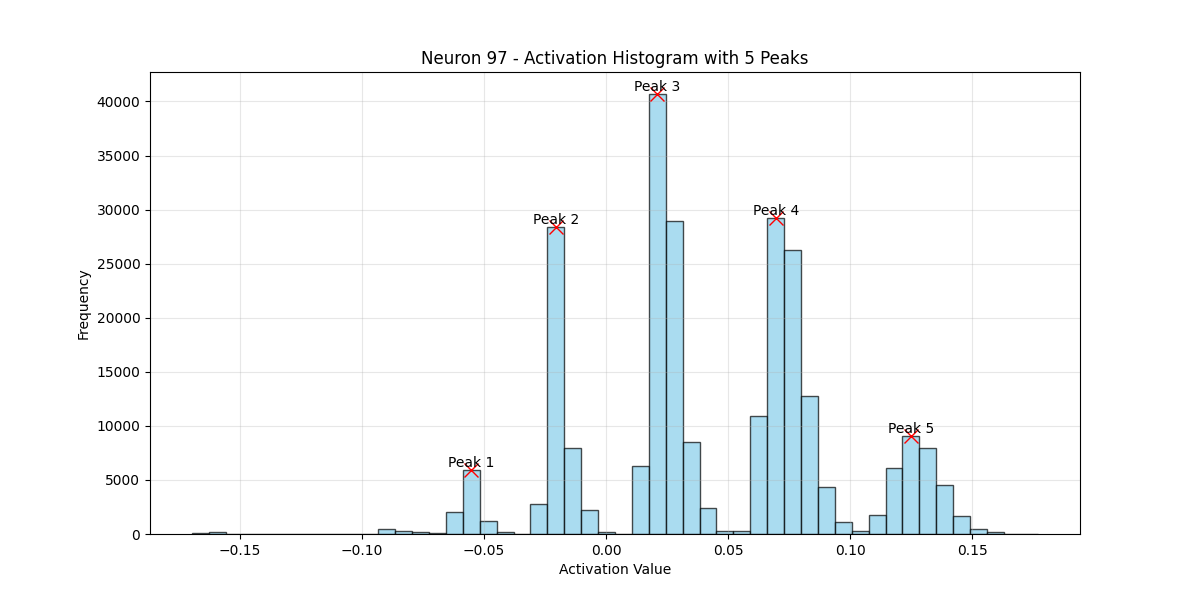 Neuron 97 - Activation Histogram with 5 Peaks
Peak 3
40000
35000
30000
Peak 2
Peak 4
25000
Frequency
20000
15000
10000
Peak 5
Peak 1
5000
0
−0.15 −0.10 −0.05 0.00 0.05 0.10 0.15
Activation Value